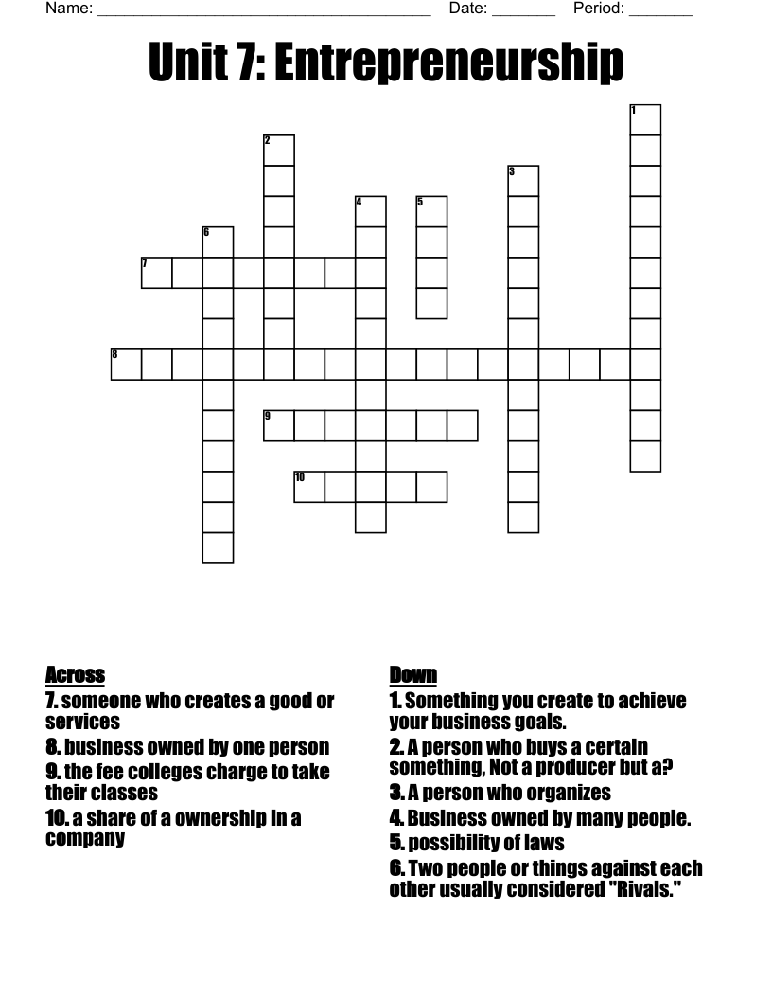 Name: _____________________________________ Date: _______ Period: _______
Unit 7: Entrepreneurship
1
2
3
4 5
6
7
8
9
10
Across
7. someone who creates a good or
services
8. business owned by one person
9. the fee colleges charge to take
their classes
10. a share of a ownership in a
company
Down
1. Something you create to achieve
your business goals.
2. A person who buys a certain
something, Not a producer but a?
3. A person who organizes
4. Business owned by many people.
5. possibility of laws
6. Two people or things against each
other usually considered "Rivals."